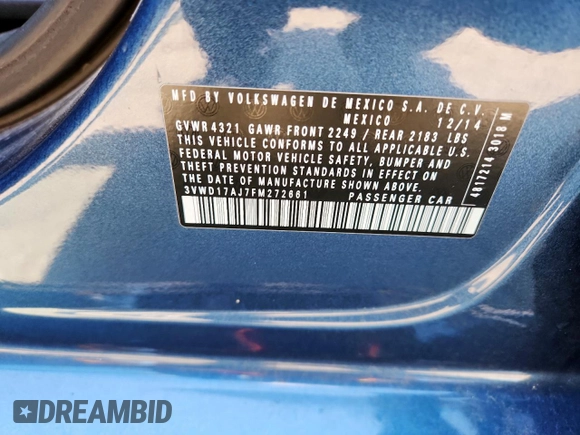 MFD BY VOLKSWAGEN DE MEXICO S.A. DE C.V.
MEXICO 12/14
GVWR 4321 GAWR FRONT 2249 / REAR 2183 LBS
THIS VEHICLE CONFORMS TO ALL APPLICABLE U.S.
FEDERAL MOTOR VEHICLE SAFETY, BUMPER AND
THEFT PREVENTION STANDARDS IN EFFECT ON
THE DATE OF MANUFACTURE SHOWN ABOVE.
3VWD17AJ7FM272661 PASSENGER CAR
4817214 3018 M
DREAMBID